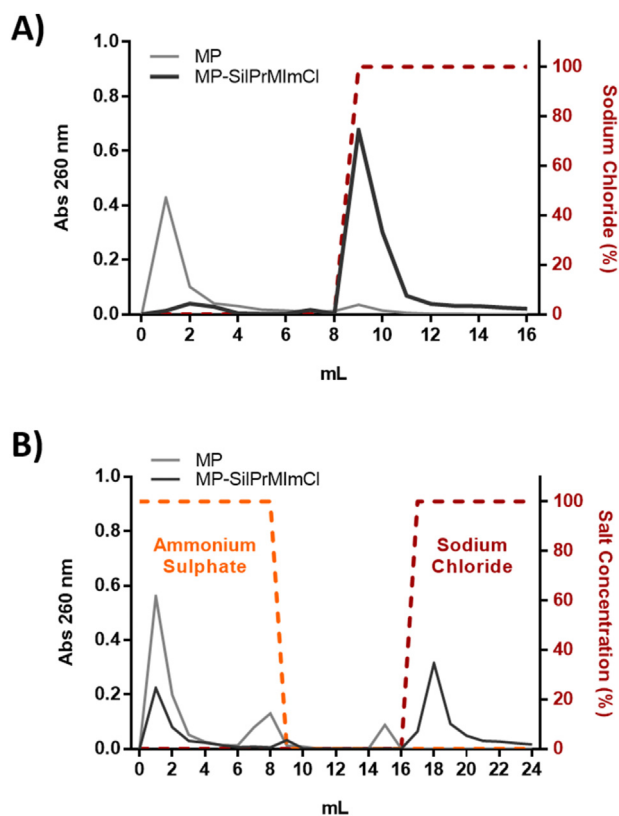 A)
MP
MP-SilPrMImCl
1.0
0.8
0.6
0.4
0.2
0.0
Abs 260 nm
100
80
60
40
20
0
Sodium Chloride (%)
0 2 4 6 8 10 12 14 16
mL
B)
MP
MP-SilPrMImCl
1.0
0.8
0.6
0.4
0.2
0.0
Abs 260 nm
Ammonium
Sulphate
Sodium
Chloride
100
80
60
40
20
0
Salt Concentration (%)
0 2 4 6 8 10 12 14 16 18 20 22 24
mL